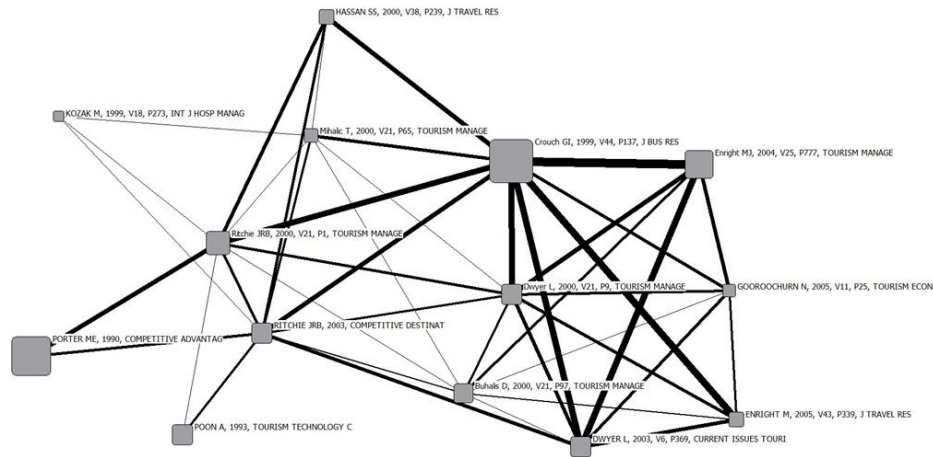 HASSAN SS, 2000, V38, P239, J TRAVEL RES
KOZAK M, 1999, V18, P273, INT J HOSP MANAG
Mihalic T, 2000, V21, P65, TOURISM MANAGE
Crouch GI, 1999, V44, P137, J BUS RES
Enright MJ, 2004, V25, P777, TOURISM MANAGE
Ritchie JRB, 2000, V21, P1, TOURISM MANAGE
Dwyer L, 2000, V21, P9, TOURISM MANAGE
GOOROOCHURN N, 2005, V11, P25, TOURISM ECON
RITCHIE JRB, 2003, COMPETITIVE DESTINAT
PORTER ME, 1990, COMPETITIVE ADVANTAG
Buhalis D, 2000, V21, P97, TOURISM MANAGE
ENRIGHT M, 2005, V43, P339, J TRAVEL RES
POON A, 1993, TOURISM TECHNOLOGY C
DWYER L, 2003, V6, P369, CURRENT ISSUES TOURI